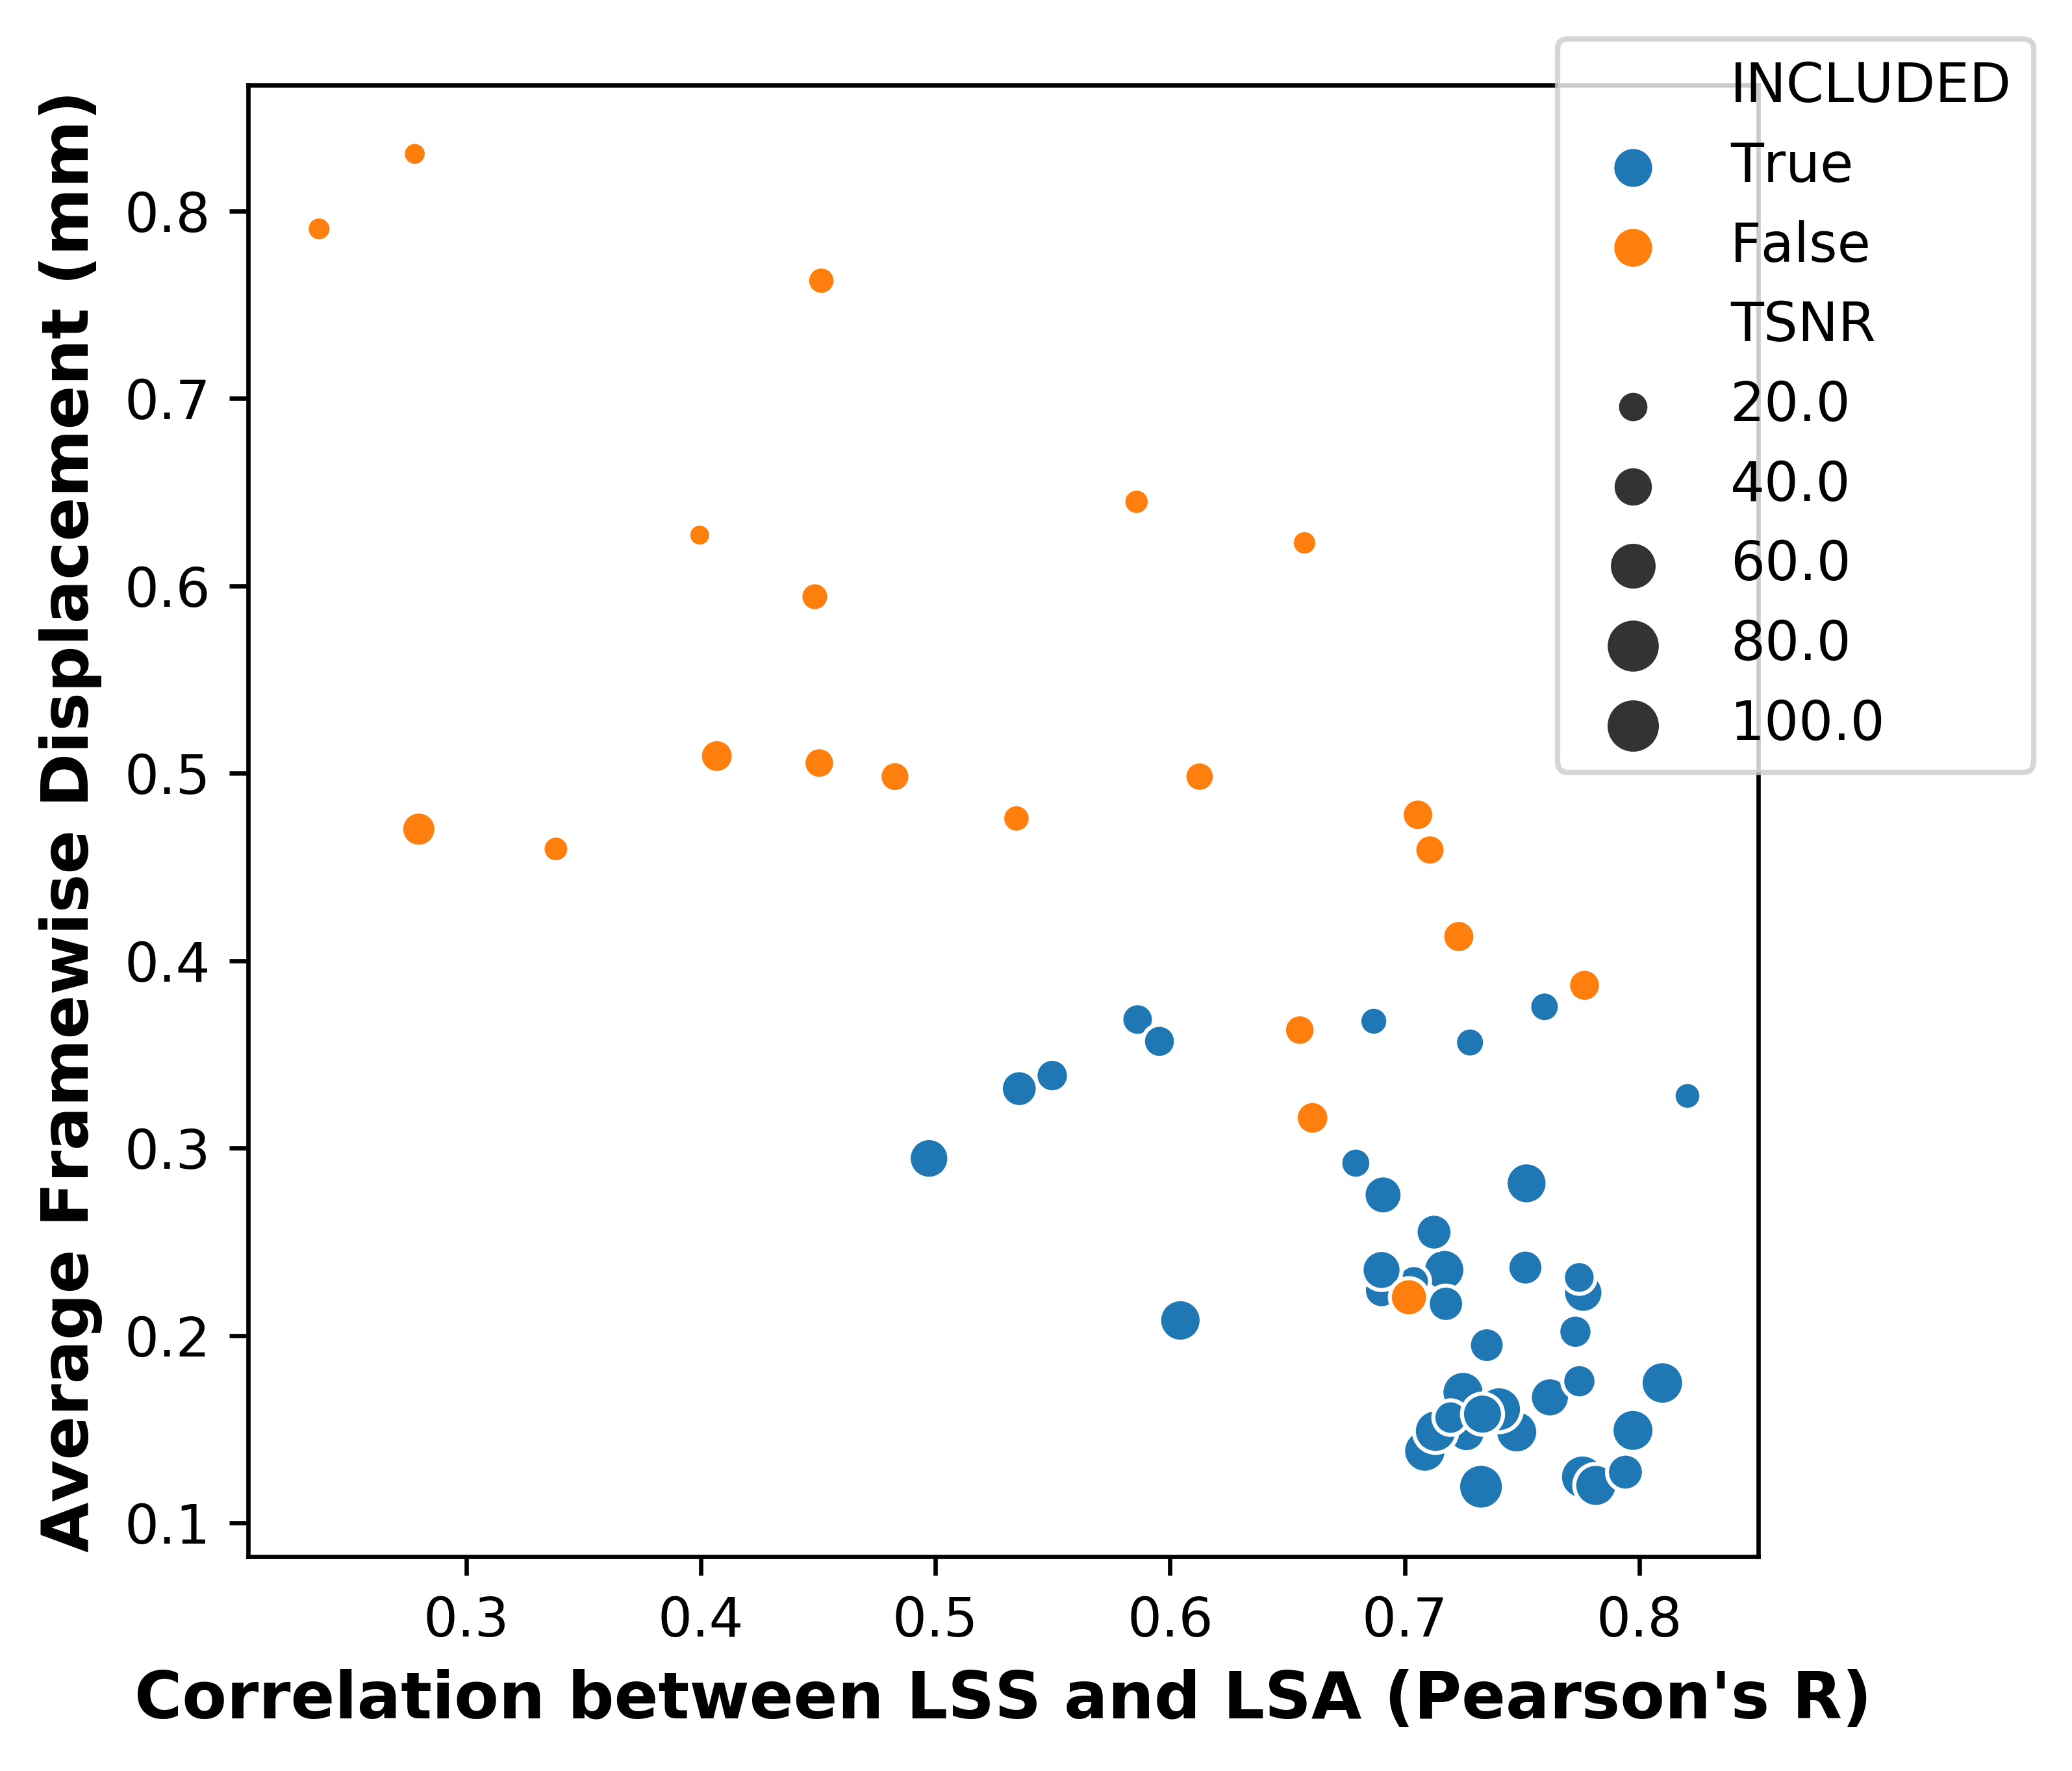 INCLUDED
True
False
TSNR
20.0
40.0
60.0
80.0
100.0
Average Framewise Displacement (mm)
0.8
0.7
0.6
0.5
0.4
0.3
0.2
0.1
0.3 0.4 0.5 0.6 0.7 0.8
Correlation between LSS and LSA (Pearson's R)